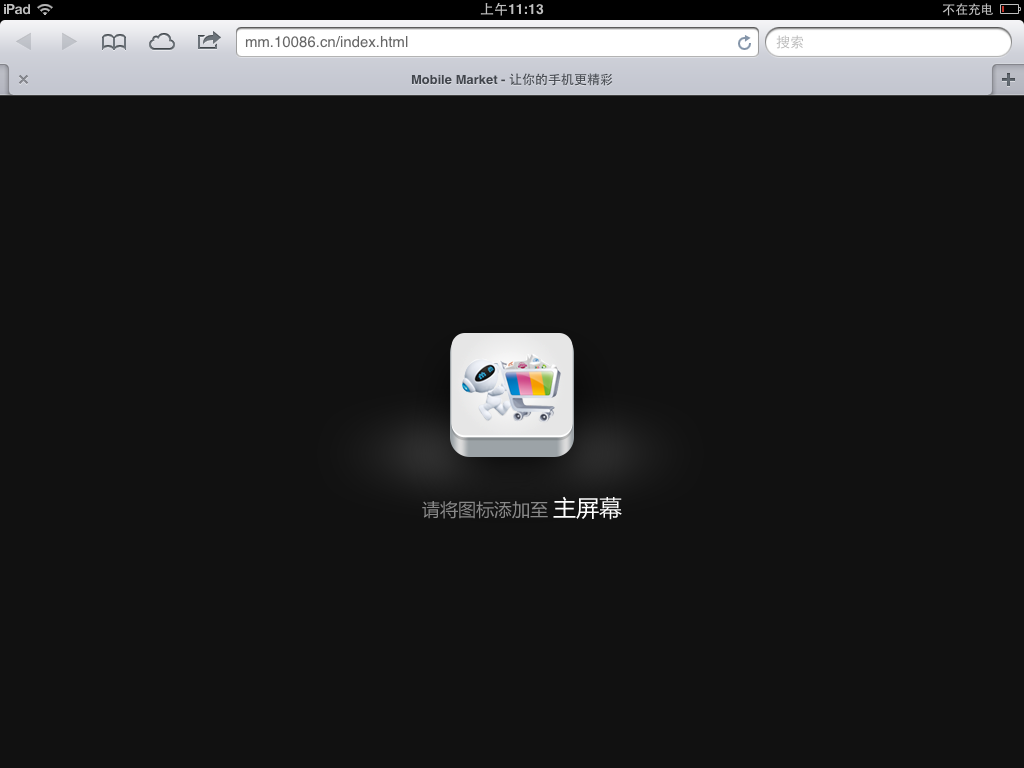 iPad
上午11:13
不在充电
mm.10086.cn/index.html
搜索
Mobile Market - 让你的手机更精彩
请将图标添加至 主屏幕